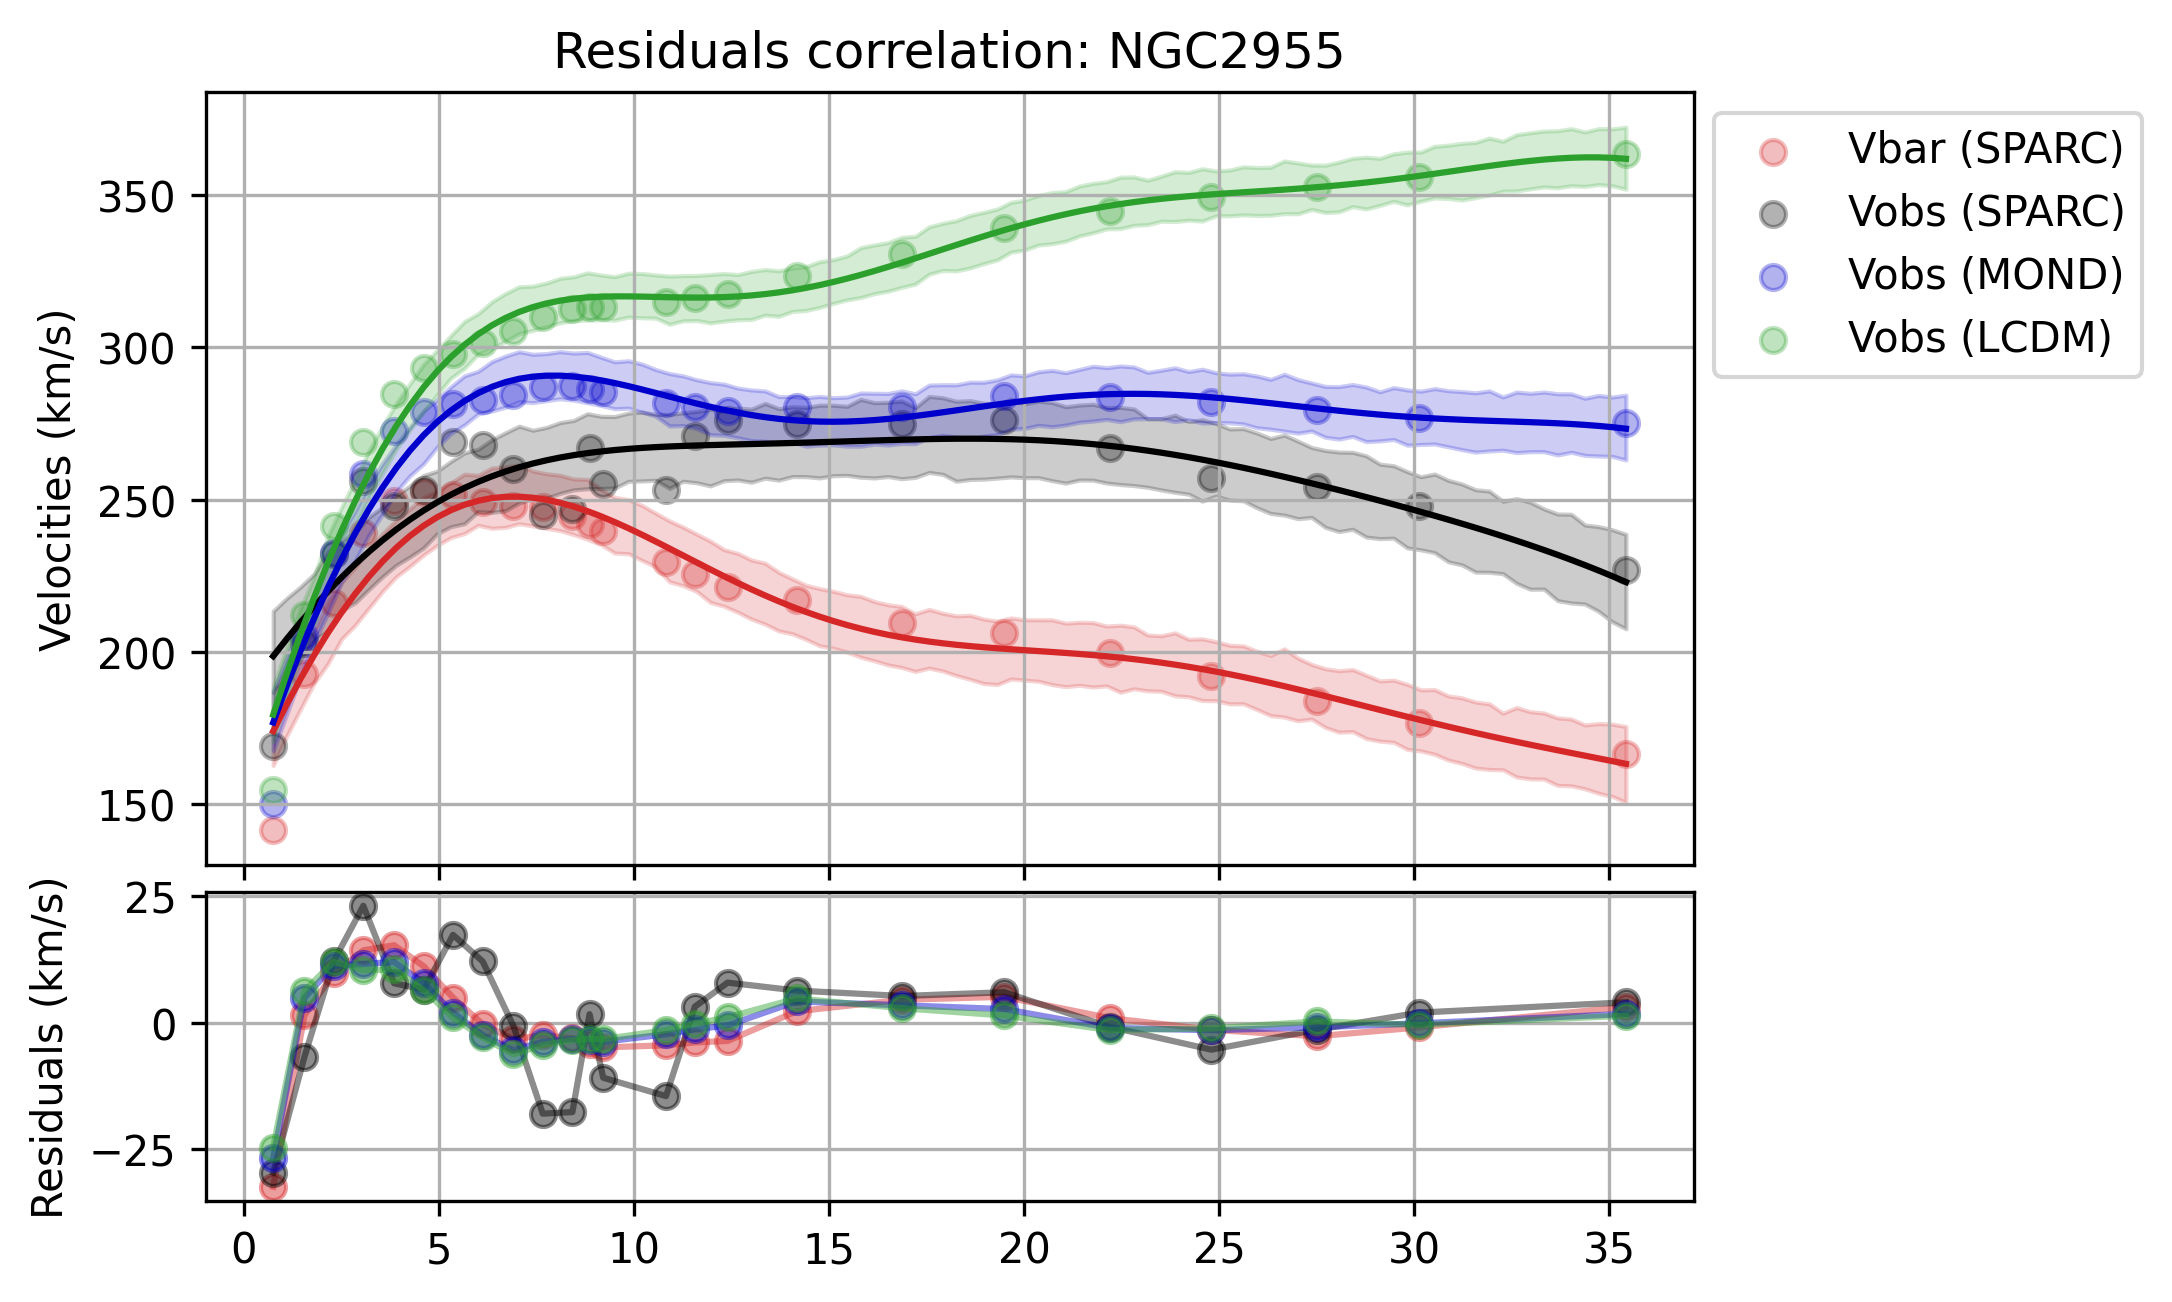 Residuals correlation: NGC2955
Velocities (km/s)
350
300
250
200
150
Vbar (SPARC)
Vobs (SPARC)
Vobs (MOND)
Vobs (LCDM)
Residuals (km/s)
25
0
−25
0 5 10 15 20 25 30 35